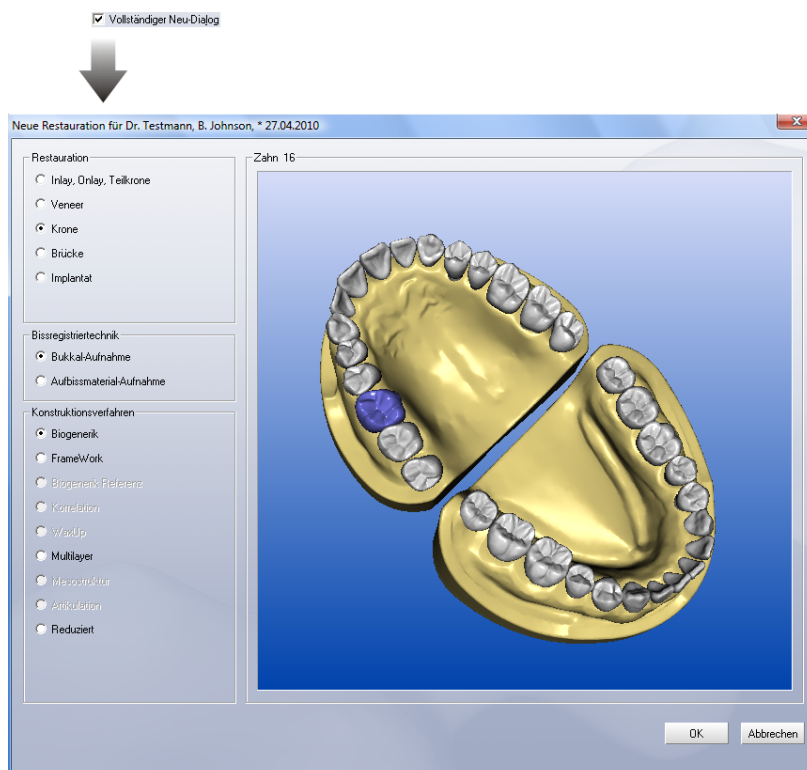 Vollständiger Neu-Dialog
Neue Restauration für Dr. Testmann, B. Johnson, * 27.04.2010
Restauration
Inlay, Onlay, Teilkrone
Veneer
Krone
Brücke
Implantat
Bissregistriertechnik
Bukkal-Aufnahme
Aufbissmaterial-Aufnahme
Konstruktionsverfahren
Biogenerik
FrameWork
Biogenerik Referenz
Korrelation
WaxUp
Multilayer
Mesostruktur
Artikulation
Reduziert
Zahn 16
OK Abbrechen